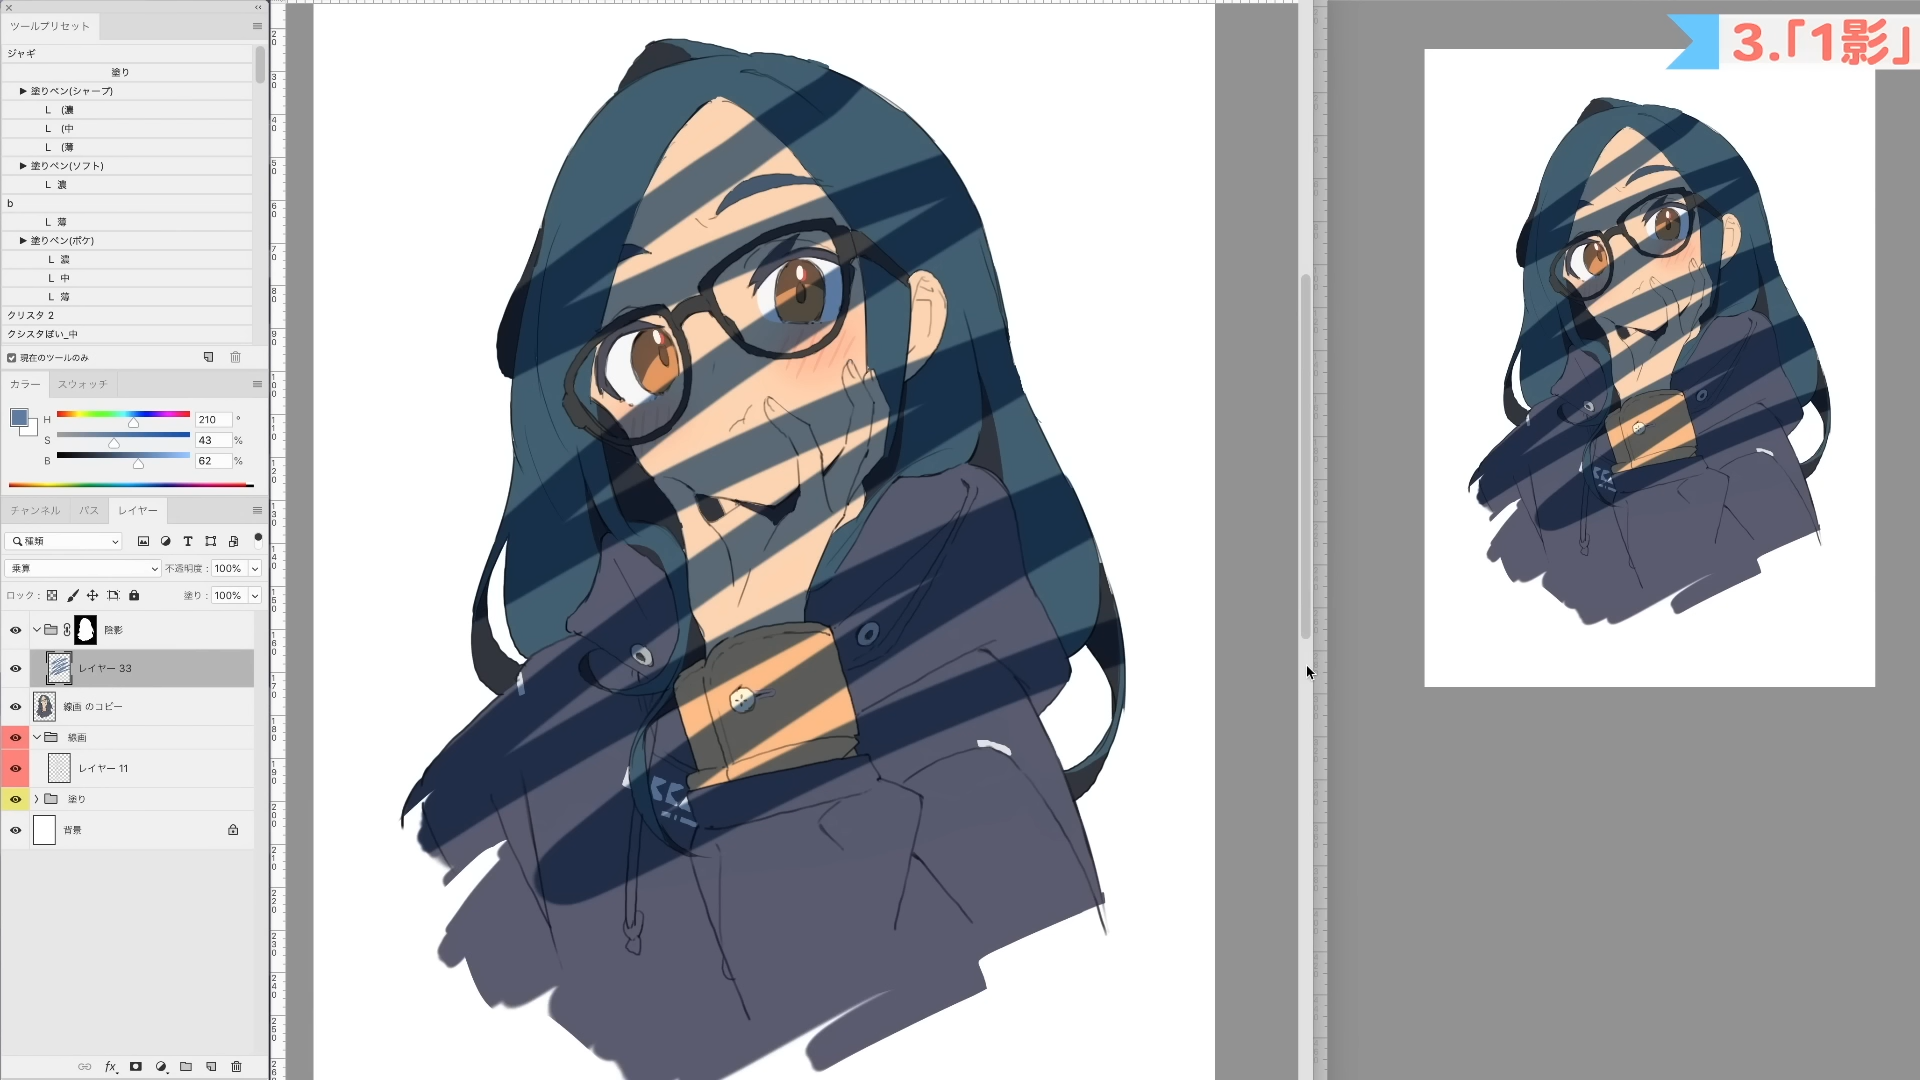 ツールプリセット
ジャギ
塗り
▶ 塗りペン(シャープ)
L (濃
L (中
L (薄
▶ 塗りペン(ソフト)
L 濃
b
L 薄
▶ 塗りペン(ボケ)
L 濃
L 中
L 薄
クリスタ 2
クシスタぽい_中
現在のツールのみ
カラー スウォッチ
H 210 °
S 43 %
B 62 %
チャンネル パス レイヤー
種類
乗算 不透明度: 100%
ロック: 塗り: 100%
陰影
レイヤー 33
線画 のコピー
線画
レイヤー 11
塗り
背景
fx
3.「1影」